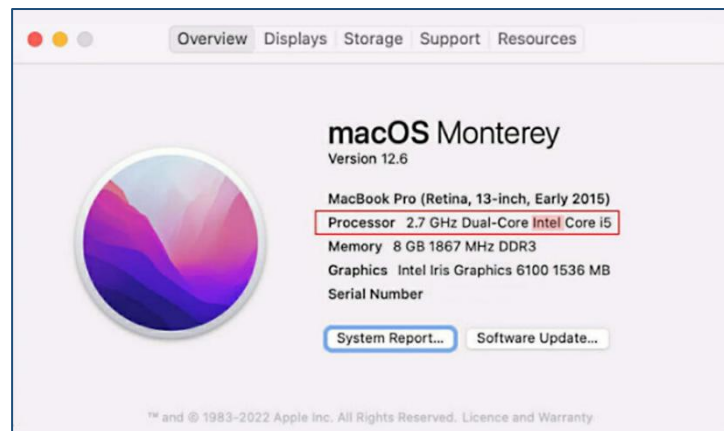 Overview Displays Storage Support Resources
macOS Monterey
Version 12.6
MacBook Pro (Retina, 13-inch, Early 2015)
Processor 2.7 GHz Dual-Core Intel Core i5
Memory 8 GB 1867 MHz DDR3
Graphics Intel Iris Graphics 6100 1536 MB
Serial Number
System Report... Software Update...
™ and © 1983-2022 Apple Inc. All Rights Reserved. Licence and Warranty